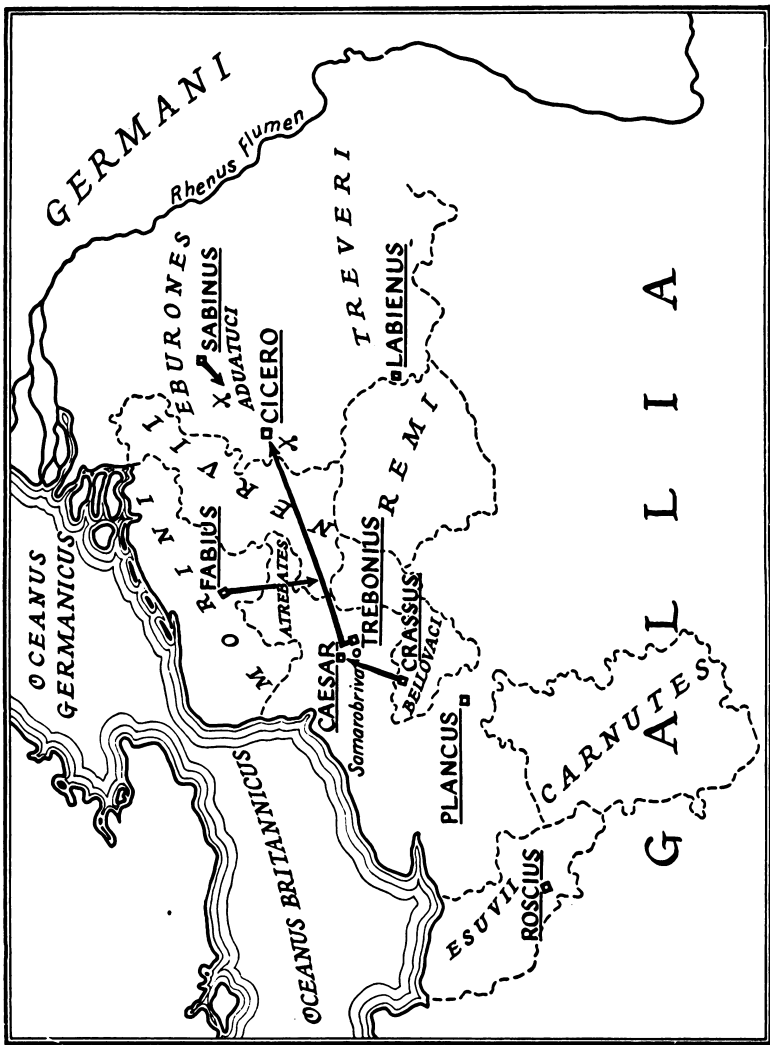 OCEANUS
GERMANICUS
OCEANUS BRITANNICUS
GERMANI
Rhenus Flumen
EBURONES
SABINUS
ADUATUCI
CICERO
TREVERI
LABIENUS
MORINI
FABIUS
NERVII
ATREBATES
REMI
CAESAR
TREBONIUS
Samarobriva
CRASSUS
BELLOVACI
PLANCUS
CARNUTES
ESUVII
ROSCIUS
GALLIA